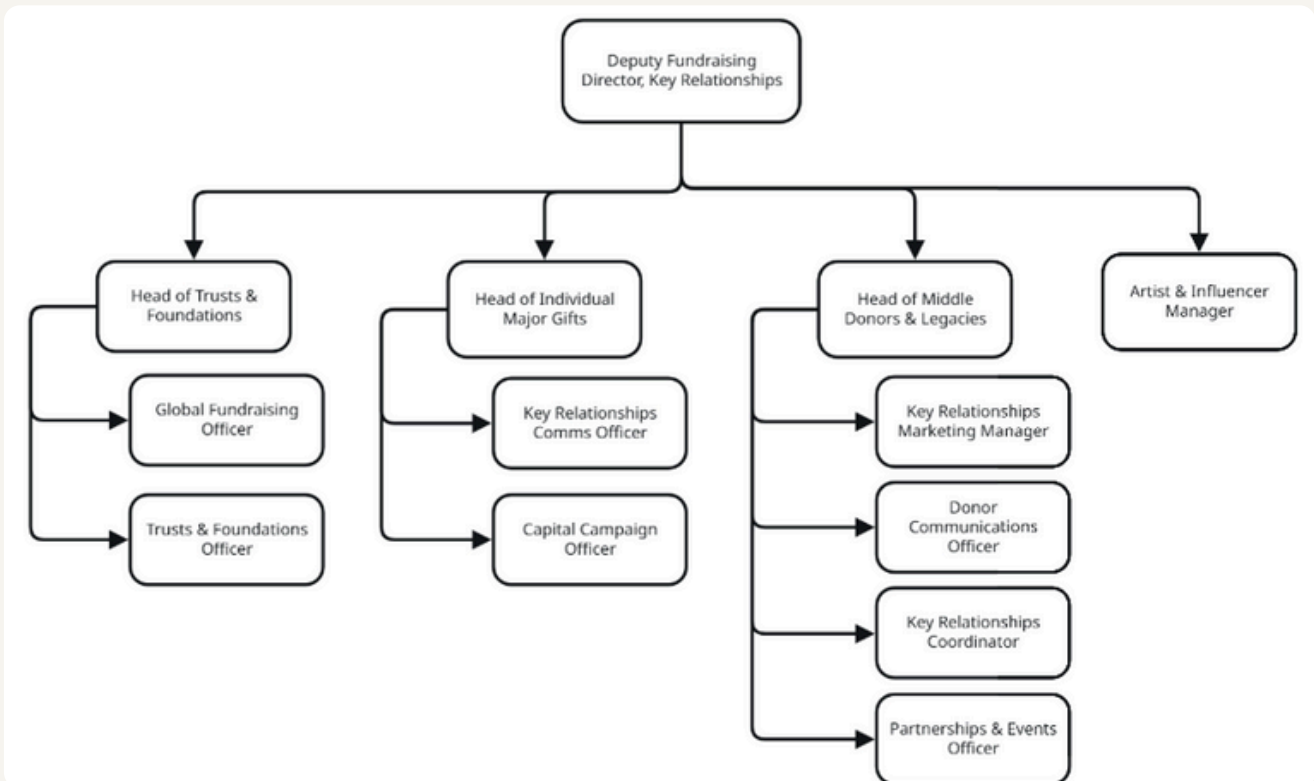 Deputy Fundraising
Director, Key Relationships
Head of Trusts &
Foundations
Global Fundraising
Officer
Trusts & Foundations
Officer
Head of Individual
Major Gifts
Key Relationships
Comms Officer
Capital Campaign
Officer
Head of Middle
Donors & Legacies
Key Relationships
Marketing Manager
Donor
Communications
Officer
Key Relationships
Coordinator
Partnerships & Events
Officer
Artist & Influencer
Manager